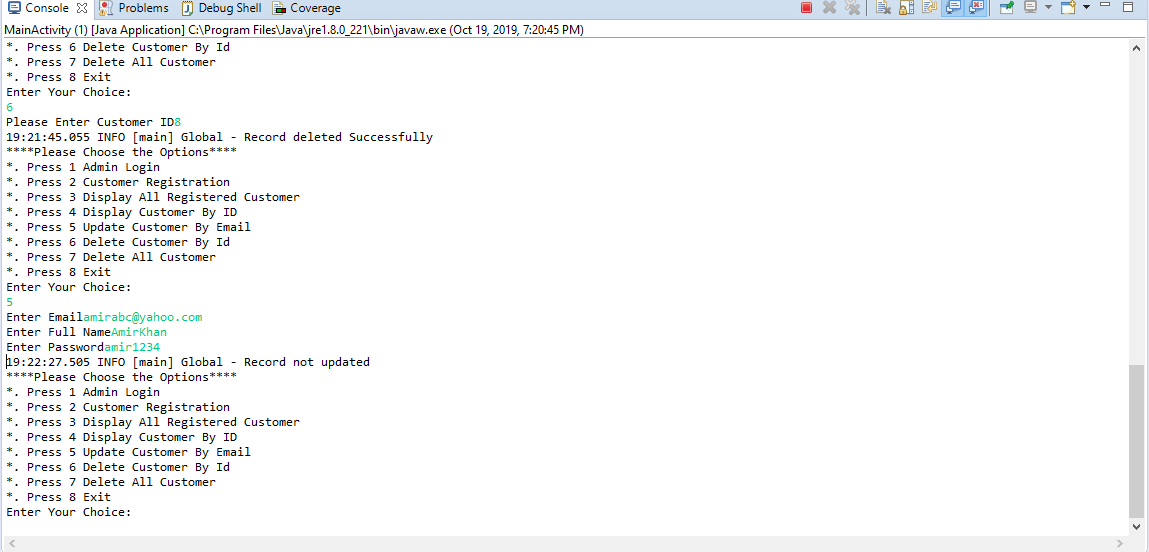 Console Problems Debug Shell Coverage
MainActivity (1) [Java Application] C:\Program Files\Java\jre1.8.0_221\bin\javaw.exe (Oct 19, 2019, 7:20:45 PM)
*. Press 6 Delete Customer By Id
*. Press 7 Delete All Customer
*. Press 8 Exit
Enter Your Choice:
6
Please Enter Customer ID8
19:21:45.055 INFO [main] Global - Record deleted Successfully
****Please Choose the Options****
*. Press 1 Admin Login
*. Press 2 Customer Registration
*. Press 3 Display All Registered Customer
*. Press 4 Display Customer By ID
*. Press 5 Update Customer By Email
*. Press 6 Delete Customer By Id
*. Press 7 Delete All Customer
*. Press 8 Exit
Enter Your Choice:
5
Enter Emailamirabc@yahoo.com
Enter Full NameAmirKhan
Enter Passwordamir1234
19:22:27.505 INFO [main] Global - Record not updated
****Please Choose the Options****
*. Press 1 Admin Login
*. Press 2 Customer Registration
*. Press 3 Display All Registered Customer
*. Press 4 Display Customer By ID
*. Press 5 Update Customer By Email
*. Press 6 Delete Customer By Id
*. Press 7 Delete All Customer
*. Press 8 Exit
Enter Your Choice: